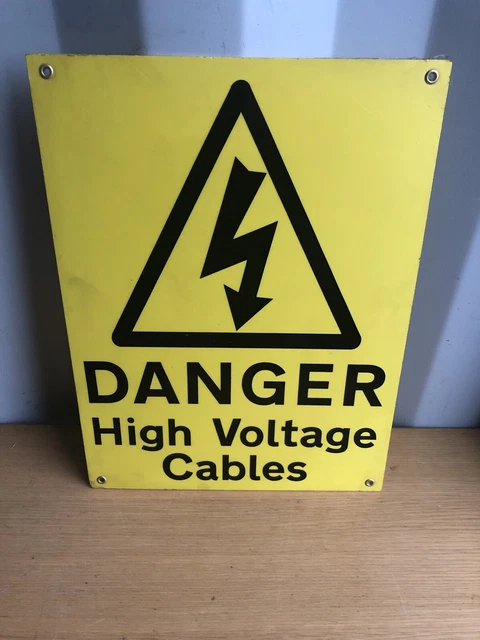 DANGER
High Voltage
Cables